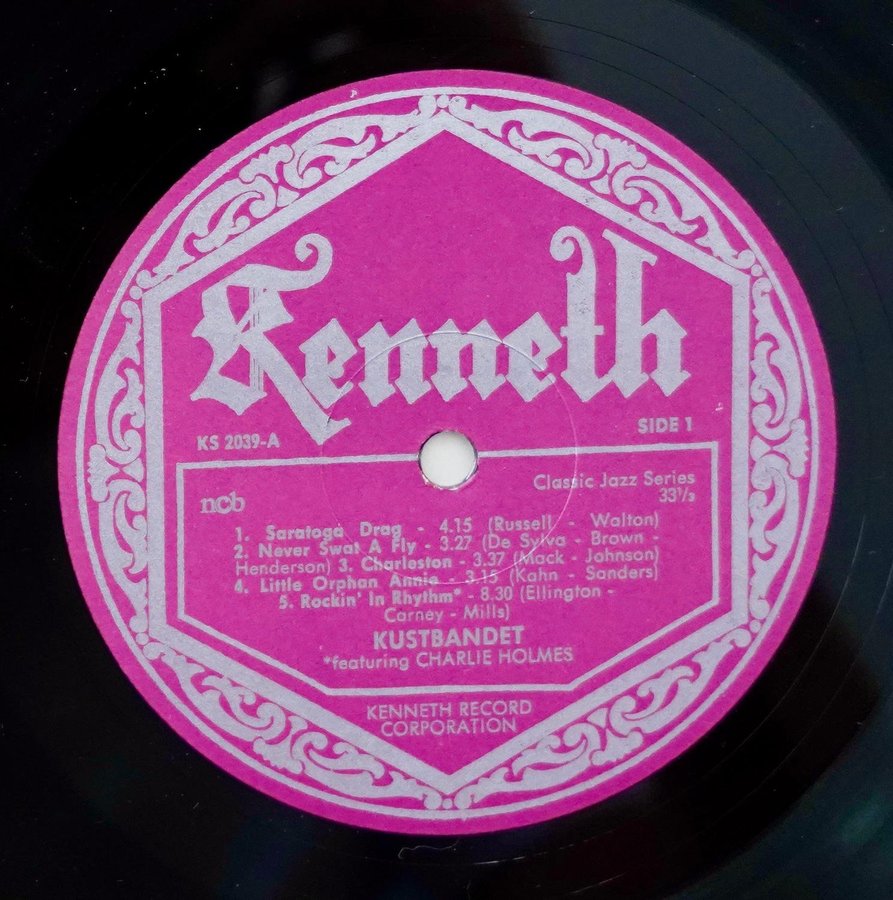 Kenneth
KS 2039-A
SIDE 1
Classic Jazz Series
33⅓
ncb
1. Saratoga Drag - 4.15 (Russell - Walton)
2. Never Swat A Fly - 3.27 (De Sylva - Brown -
Henderson) 3. Charleston - 3.37 (Mack - Johnson)
4. Little Orphan Annie - 3.15 (Kahn - Sanders)
5. Rockin' In Rhythm* - 8.30 (Ellington -
Carney - Mills)
KUSTBANDET
*featuring CHARLIE HOLMES
KENNETH RECORD
CORPORATION